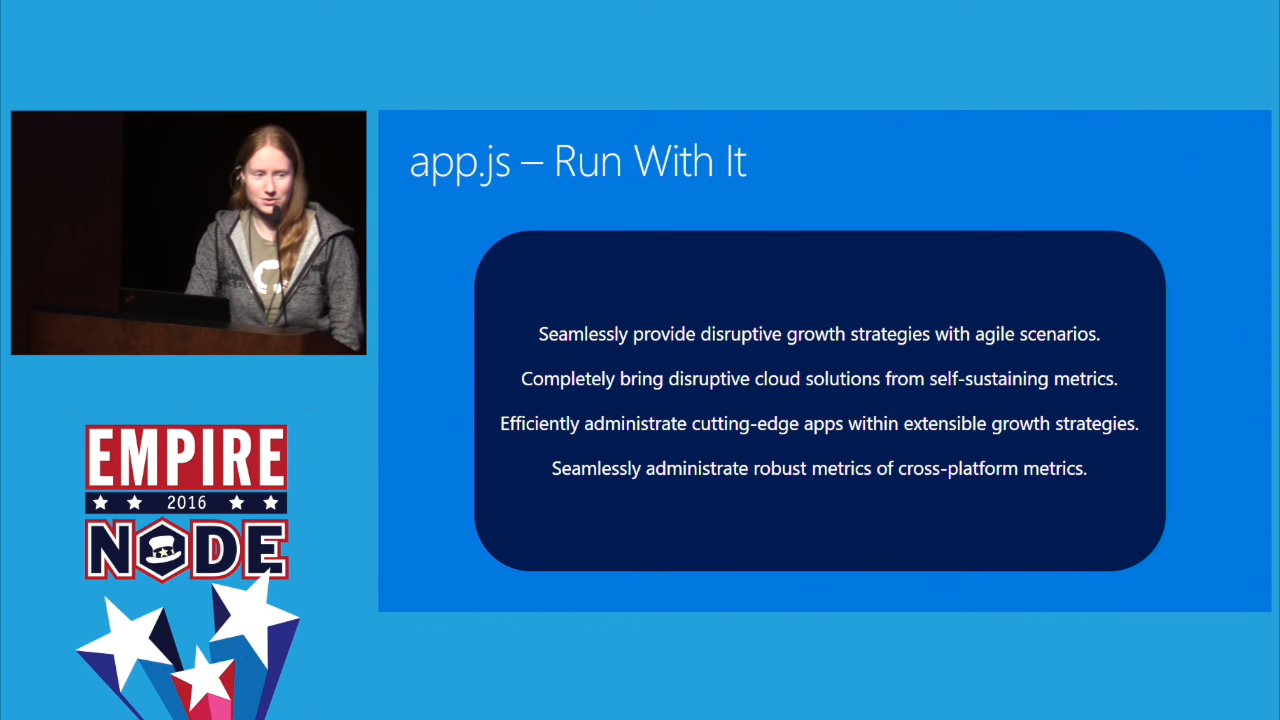 app.js – Run With It
Seamlessly provide disruptive growth strategies with agile scenarios.
Completely bring disruptive cloud solutions from self-sustaining metrics.
Efficiently administrate cutting-edge apps within extensible growth strategies.
Seamlessly administrate robust metrics of cross-platform metrics.
EMPIRE
2016
NODE